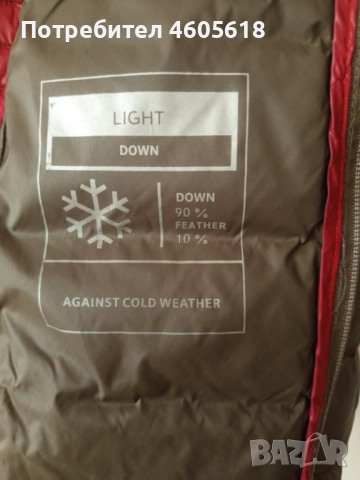 Потребител 4605618
LIGHT
DOWN
DOWN
90 %
FEATHER
10 %
AGAINST COLD WEATHER
BAZAR